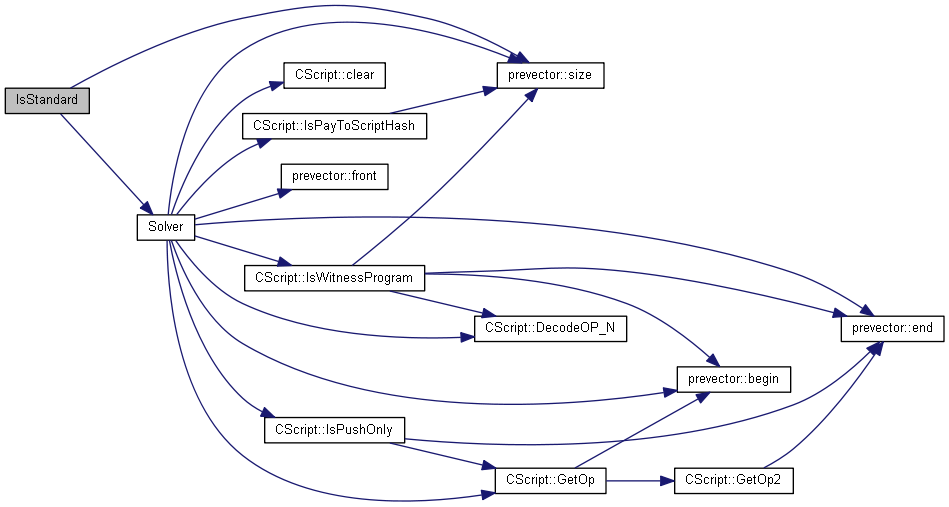 IsStandard
Solver
CScript::clear
CScript::IsPayToScriptHash
prevector::front
CScript::IsWitnessProgram
CScript::IsPushOnly
prevector::size
CScript::DecodeOP_N
CScript::GetOp
prevector::begin
CScript::GetOp2
prevector::end